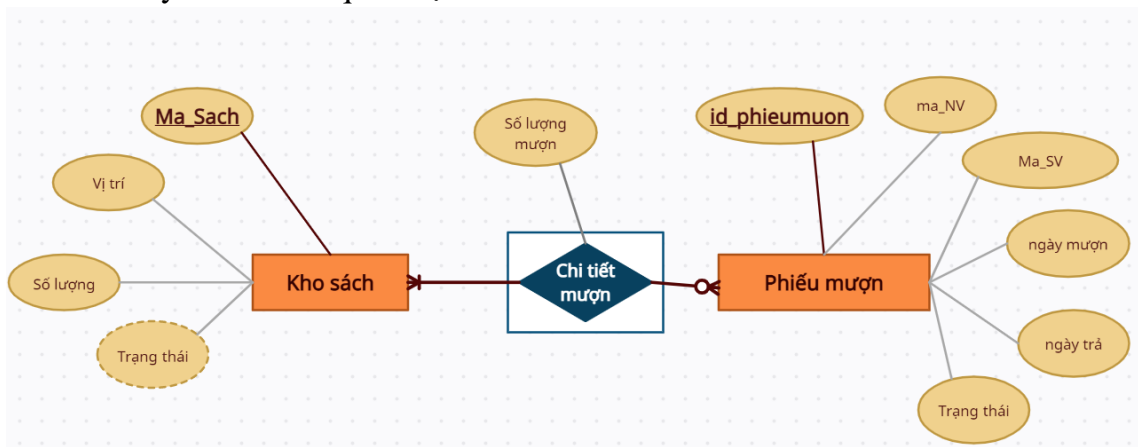 Ma_Sach
Số lượng
mượn
id_phieumuon
ma_NV
Vị trí
Ma_SV
ngày mượn
Số lượng
Kho sách
Chi tiết
mượn
Phiếu mượn
Trạng thái
ngày trả
Trạng thái